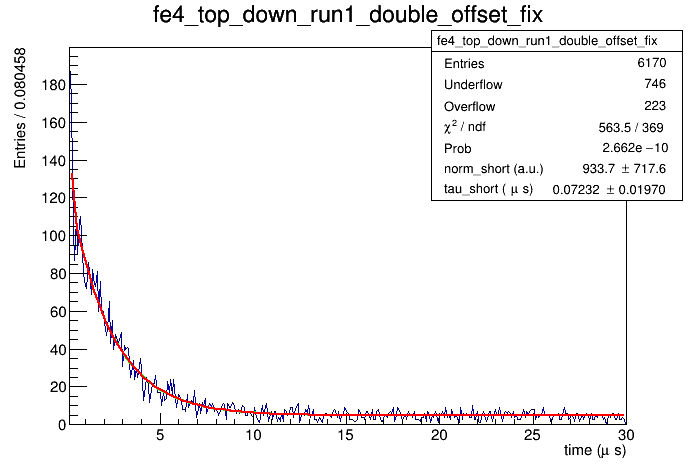 fe4_top_down_run1_double_offset_fix
fe4_top_down_run1_double_offset_fix
Entries 6170
Underflow 746
Overflow 223
χ² / ndf 563.5 / 369
Prob 2.662e −10
norm_short (a.u.) 933.7 ± 717.6
tau_short ( μ s) 0.07232 ± 0.01970
Entries / 0.080458
180
160
140
120
100
80
60
40
20
0
5 10 15 20 25 30
time (μ s)